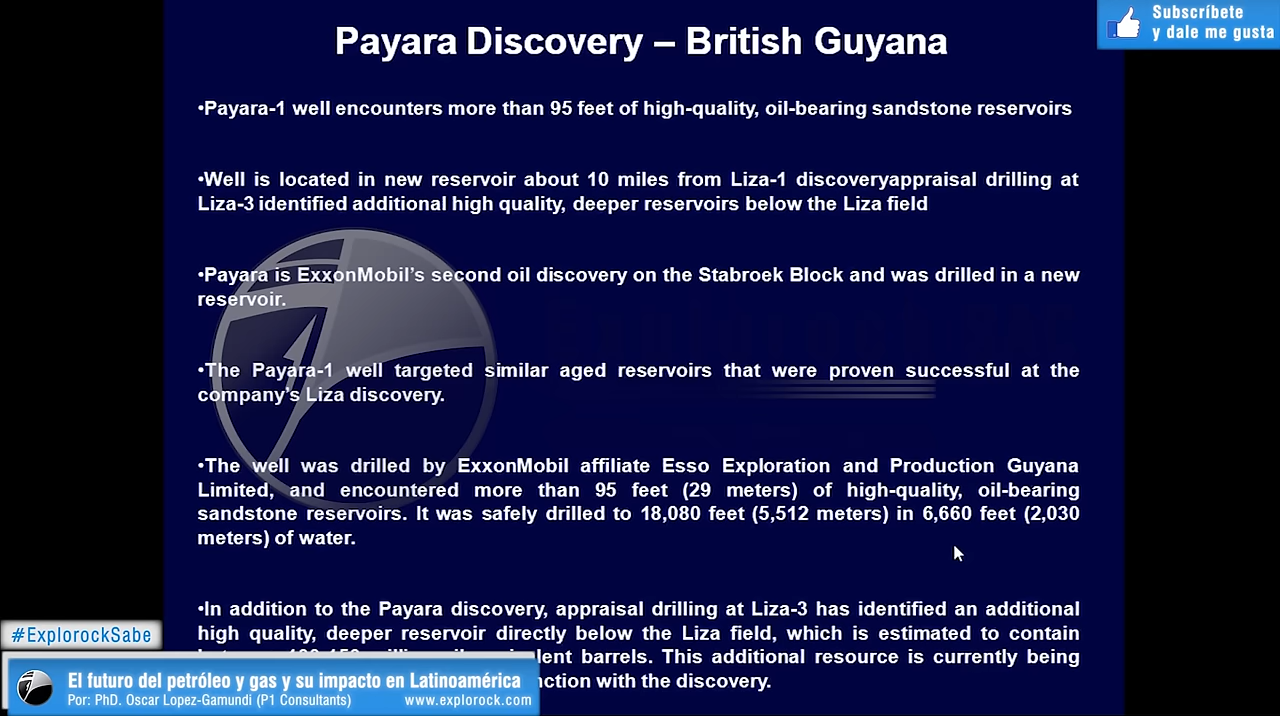 Payara Discovery – British Guyana
Subscríbete
y dale me gusta
•Payara-1 well encounters more than 95 feet of high-quality, oil-bearing sandstone reservoirs
•Well is located in new reservoir about 10 miles from Liza-1 discoveryappraisal drilling at
Liza-3 identified additional high quality, deeper reservoirs below the Liza field
•Payara is ExxonMobil’s second oil discovery on the Stabroek Block and was drilled in a new
reservoir.
•The Payara-1 well targeted similar aged reservoirs that were proven successful at the
company’s Liza discovery.
•The well was drilled by ExxonMobil affiliate Esso Exploration and Production Guyana
Limited, and encountered more than 95 feet (29 meters) of high-quality, oil-bearing
sandstone reservoirs. It was safely drilled to 18,080 feet (5,512 meters) in 6,660 feet (2,030
meters) of water.
•In addition to the Payara discovery, appraisal drilling at Liza-3 has identified an additional
high quality, deeper reservoir directly below the Liza field, which is estimated to contain
barrels. This additional resource is currently being
with the discovery.
#ExplorockSabe
El futuro del petróleo y gas y su impacto en Latinoamérica
Por: PhD. Oscar Lopez-Gamundi (P1 Consultants) www.explorock.com